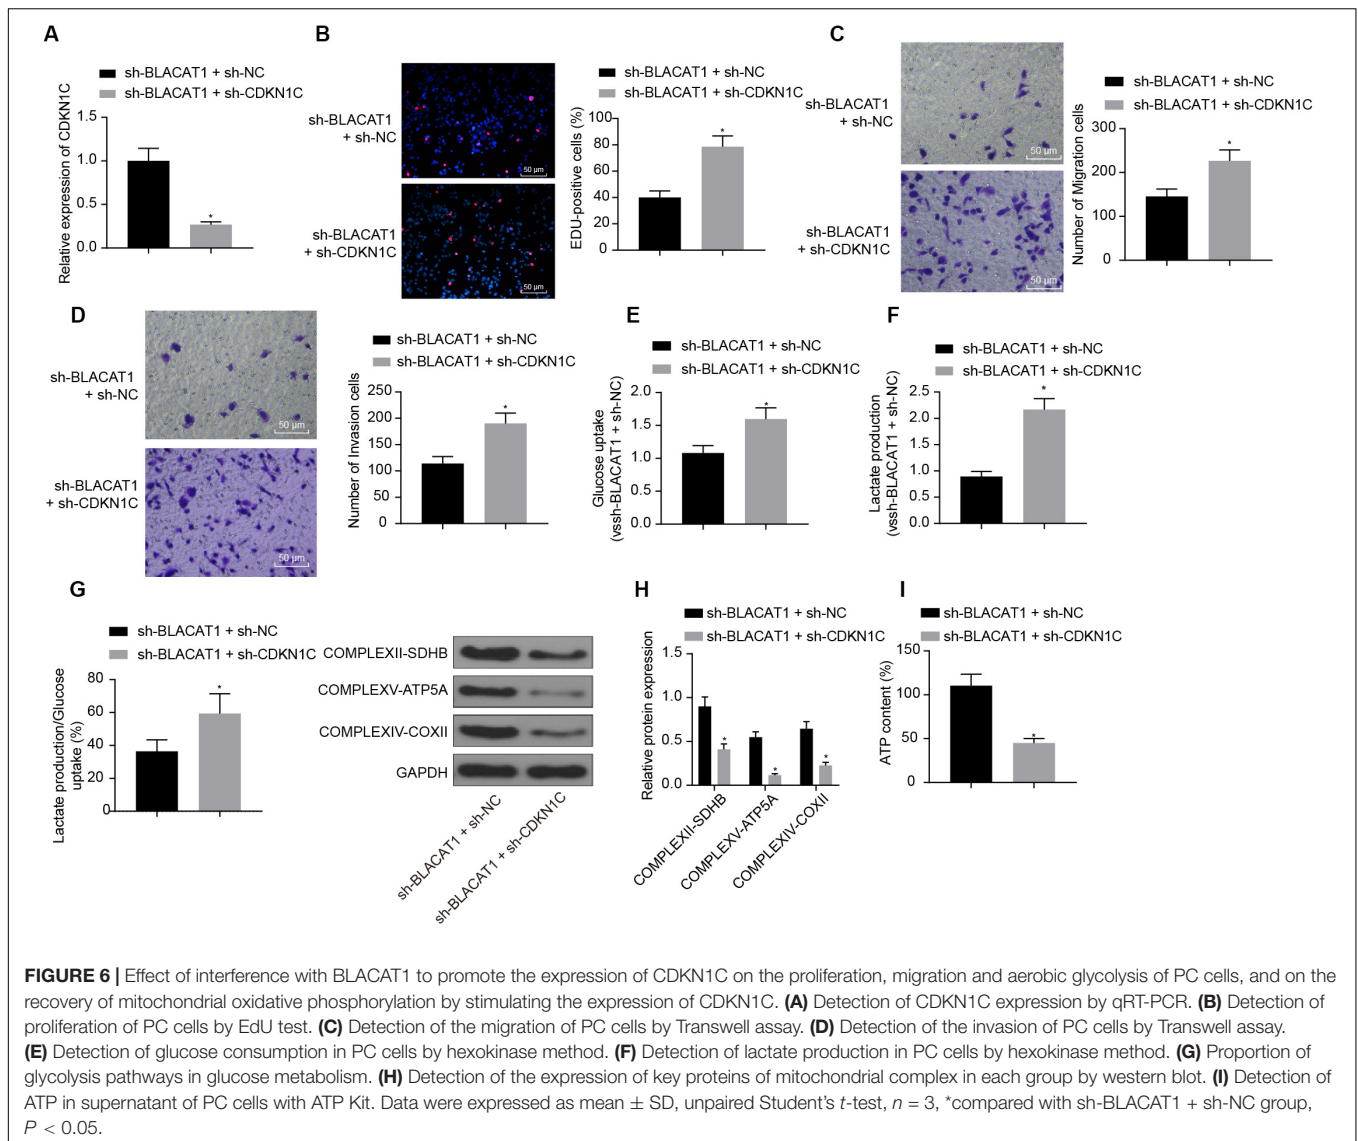 A
sh-BLACAT1 + sh-NC
sh-BLACAT1 + sh-CDKN1C
Relative expression of CDKN1C
1.5
1.0
0.5
0.0
*
B
sh-BLACAT1
+ sh-NC
50 µm
sh-BLACAT1
+ sh-CDKN1C
50 µm
sh-BLACAT1 + sh-NC
sh-BLACAT1 + sh-CDKN1C
EDU-positive cells (%)
100
80
60
40
20
0
*
C
sh-BLACAT1
+ sh-NC
50 µm
sh-BLACAT1
+ sh-CDKN1C
50 µm
sh-BLACAT1 + sh-NC
sh-BLACAT1 + sh-CDKN1C
Number of Migration cells
300
200
100
0
*
D
sh-BLACAT1
+ sh-NC
50 µm
sh-BLACAT1
+ sh-CDKN1C
50 µm
sh-BLACAT1 + sh-NC
sh-BLACAT1 + sh-CDKN1C
Number of Invasion cells
250
200
150
100
50
0
*
E
sh-BLACAT1 + sh-NC
sh-BLACAT1 + sh-CDKN1C
Glucose uptake
(vssh-BLACAT1 + sh-NC)
2.0
1.5
1.0
0.5
0.0
*
F
sh-BLACAT1 + sh-NC
sh-BLACAT1 + sh-CDKN1C
Lactate production
(vssh-BLACAT1 + sh-NC)
2.5
2.0
1.5
1.0
0.5
0.0
*
G
sh-BLACAT1 + sh-NC
sh-BLACAT1 + sh-CDKN1C
Lactate production/Glucose
uptake (%)
80
60
40
20
0
*
COMPLEXII-SDHB
COMPLEXV-ATP5A
COMPLEXIV-COXII
GAPDH
sh-BLACAT1 + sh-NC
sh-BLACAT1 + sh-CDKN1C
H
sh-BLACAT1 + sh-NC
sh-BLACAT1 + sh-CDKN1C
Relative protein expression
1.5
1.0
0.5
0.0
*
*
*
COMPLEXII-SDHB
COMPLEXV-ATP5A
COMPLEXIV-COXII
I
sh-BLACAT1 + sh-NC
sh-BLACAT1 + sh-CDKN1C
ATP content (%)
150
100
50
0
*
FIGURE 6 | Effect of interference with BLACAT1 to promote the expression of CDKN1C on the proliferation, migration and aerobic glycolysis of PC cells, and on the
recovery of mitochondrial oxidative phosphorylation by stimulating the expression of CDKN1C. (A) Detection of CDKN1C expression by qRT-PCR. (B) Detection of
proliferation of PC cells by EdU test. (C) Detection of the migration of PC cells by Transwell assay. (D) Detection of the invasion of PC cells by Transwell assay.
(E) Detection of glucose consumption in PC cells by hexokinase method. (F) Detection of lactate production in PC cells by hexokinase method. (G) Proportion of
glycolysis pathways in glucose metabolism. (H) Detection of the expression of key proteins of mitochondrial complex in each group by western blot. (I) Detection of
ATP in supernatant of PC cells with ATP Kit. Data were expressed as mean ± SD, unpaired Student's t-test, n = 3, *compared with sh-BLACAT1 + sh-NC group,
P < 0.05.